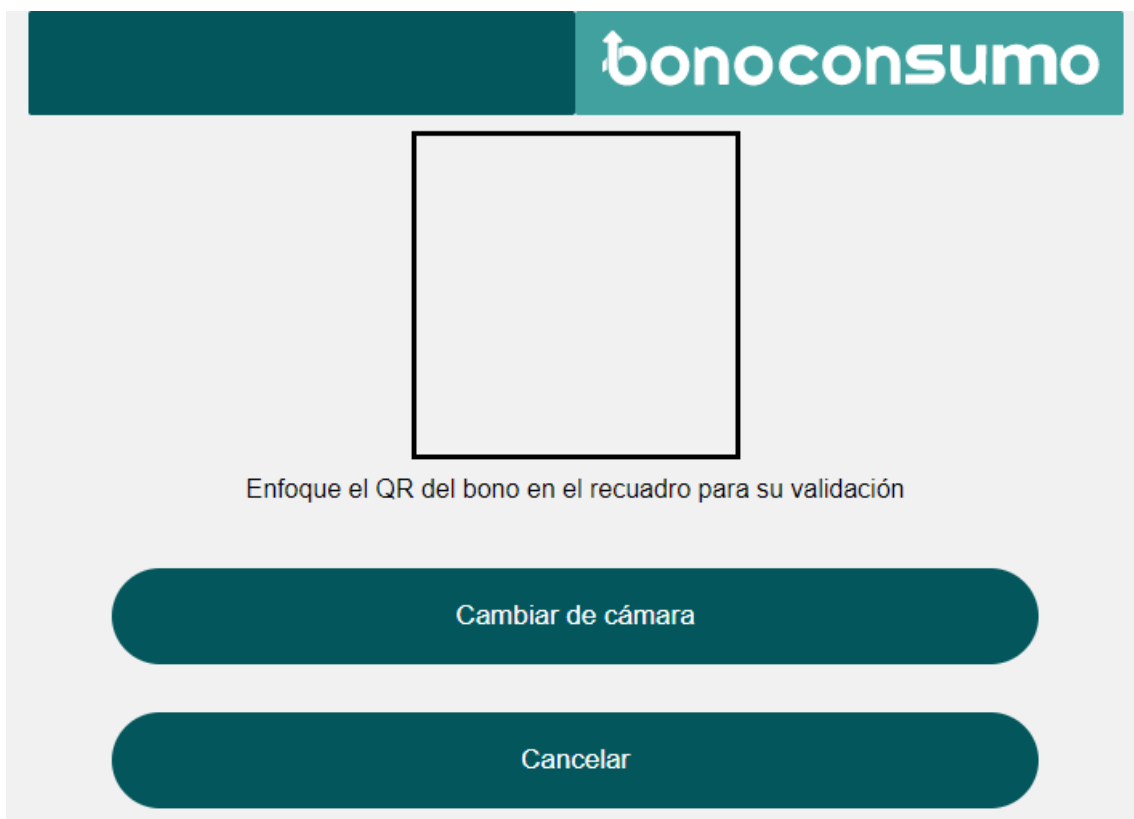 bonoconsumo
Enfoque el QR del bono en el recuadro para su validación
Cambiar de cámara
Cancelar